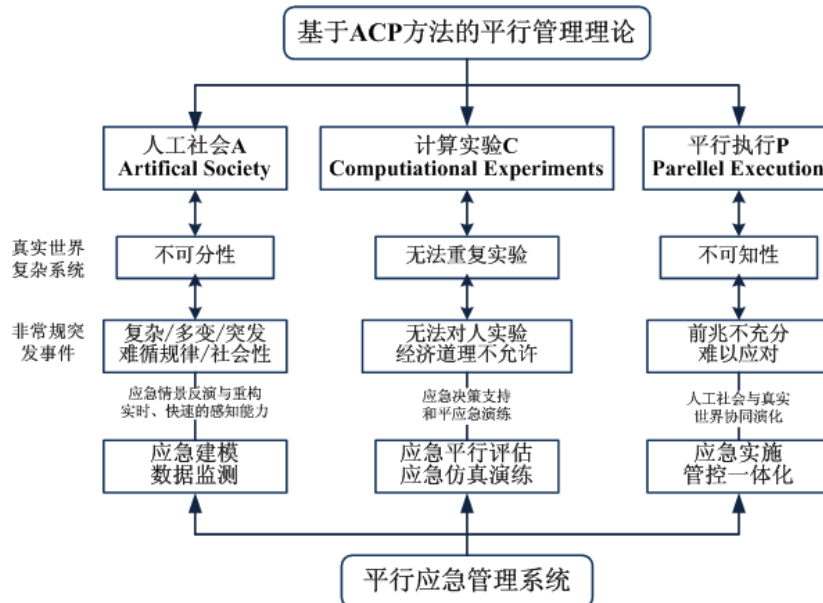 基于ACP方法的平行管理理论
人工社会A
Artifical Society
计算实验C
Computiational Experiments
平行执行P
Parellel Execution
真实世界
复杂系统
不可分性
无法重复实验
不可知性
非常规突
发事件
复杂/多变/突发
难循规律/社会性
无法对人实验
经济道理不允许
前兆不充分
难以应对
应急情景反演与重构
实时、快速的感知能力
应急决策支持
和平应急演练
人工社会与真实
世界协同演化
应急建模
数据监测
应急平行评估
应急仿真演练
应急实施
管控一体化
平行应急管理系统